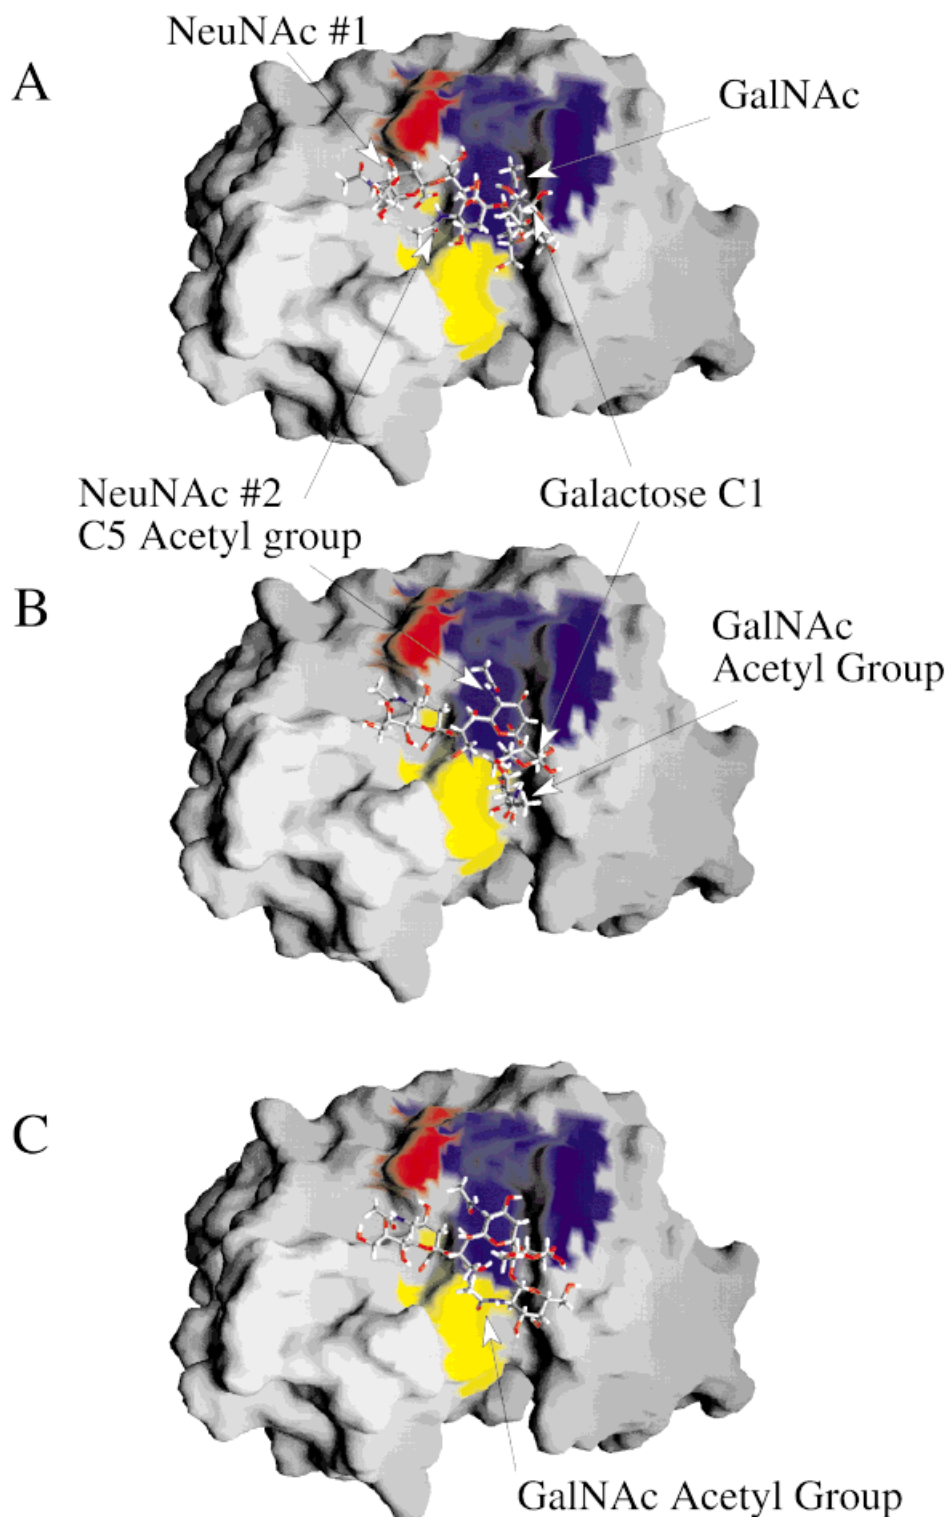 NeuNAc #1
A
GalNAc
NeuNAc #2
C5 Acetyl group
Galactose C1
B
GalNAc
Acetyl Group
C
GalNAc Acetyl Group